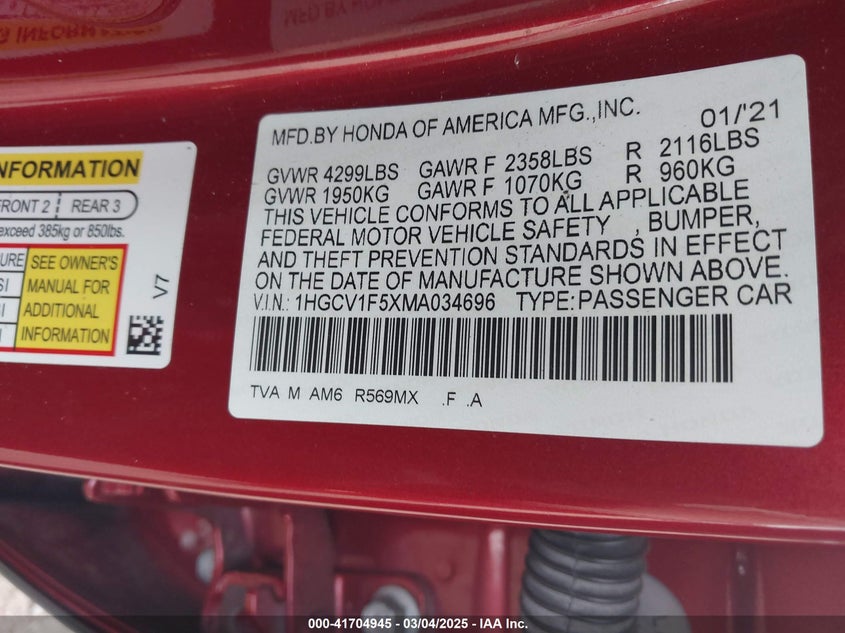 MFD.BY HONDA OF AMERICA MFG.,INC. 01/'21
GVWR 4299LBS GAWR F 2358LBS R 2116LBS
GVWR 1950KG GAWR F 1070KG R 960KG
THIS VEHICLE CONFORMS TO ALL APPLICABLE
FEDERAL MOTOR VEHICLE SAFETY , BUMPER,
AND THEFT PREVENTION STANDARDS IN EFFECT
ON THE DATE OF MANUFACTURE SHOWN ABOVE.
V.I.N.: 1HGCV1F5XMA034696 TYPE:PASSENGER CAR
TVA M AM6 R569MX .F .A
FRONT 2 REAR 3
exceed 385kg or 850lbs.
SEE OWNER'S
MANUAL FOR
ADDITIONAL
INFORMATION
V7
000-41704945 - 03/04/2025 - IAA Inc.